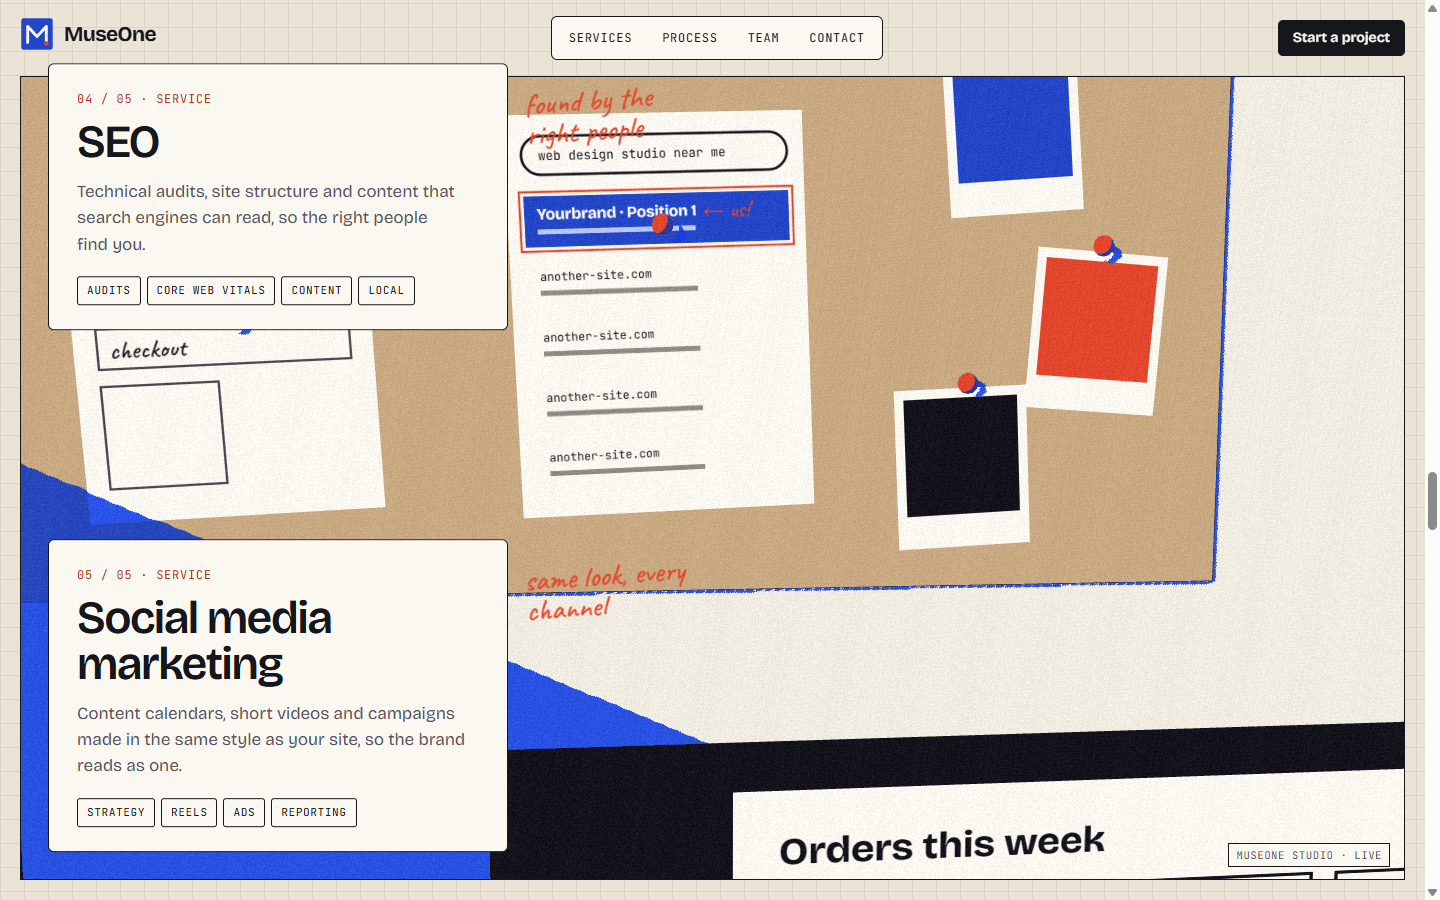 MuseOne
SERVICES PROCESS TEAM CONTACT
Start a project
04 / 05 · SERVICE
SEO
Technical audits, site structure and content that
search engines can read, so the right people
find you.
AUDITS CORE WEB VITALS CONTENT LOCAL
found by the
right people
web design studio near me
Yourbrand · Position 1 ← us!
another-site.com
another-site.com
another-site.com
another-site.com
checkout
05 / 05 · SERVICE
Social media
marketing
Content calendars, short videos and campaigns
made in the same style as your site, so the brand
reads as one.
STRATEGY REELS ADS REPORTING
same look, every
channel
Orders this week
MUSEONE STUDIO · LIVE